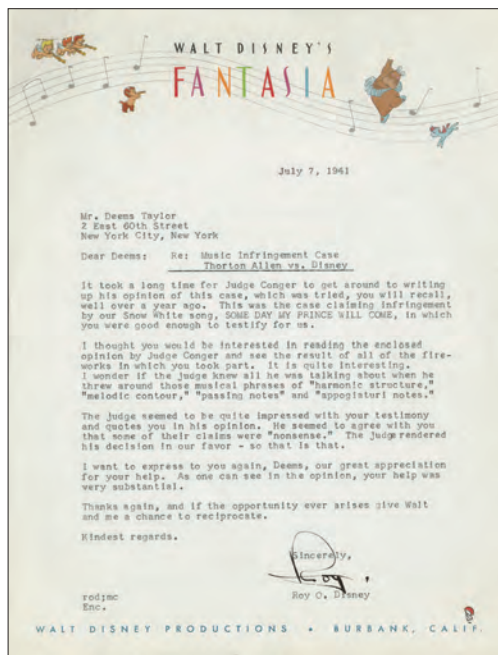 WALT DISNEY'S
FANTASIA
July 7, 1941
Mr. Deems Taylor
2 East 60th Street
New York City, New York
Dear Deems: Re: Music Infringement Case
Thorton Allen vs. Disney
It took a long time for Judge Conger to get around to writing
up his opinion of this case, which was tried, you will recall,
well over a year ago. This was the case claiming infringement
by our Snow White song, SOME DAY MY PRINCE WILL COME, in which
you were good enough to testify for us.
I thought you would be interested in reading the enclosed
opinion by Judge Conger and see the result of all of the fire-
works in which you took part. It is quite interesting.
I wonder if the judge knew all he was talking about when he
threw around those musical phrases of "harmonic structure,"
"melodic contour," "passing notes" and "appogisturi notes."
The judge seemed to be quite impressed with your testimony
and quotes you in his opinion. He seemed to agree with you
that some of their claims were "nonsense." The judge rendered
his decision in our favor - so that is that.
I want to express to you again, Deems, our great appreciation
for your help. As one can see in the opinion, your help was
very substantial.
Thanks again, and if the opportunity ever arises give Walt
and me a chance to reciprocate.
Kindest regards.
Sincerely,
Roy.
Roy O. Disney
rod;mc
Enc.
WALT DISNEY PRODUCTIONS • BURBANK, CALIF.